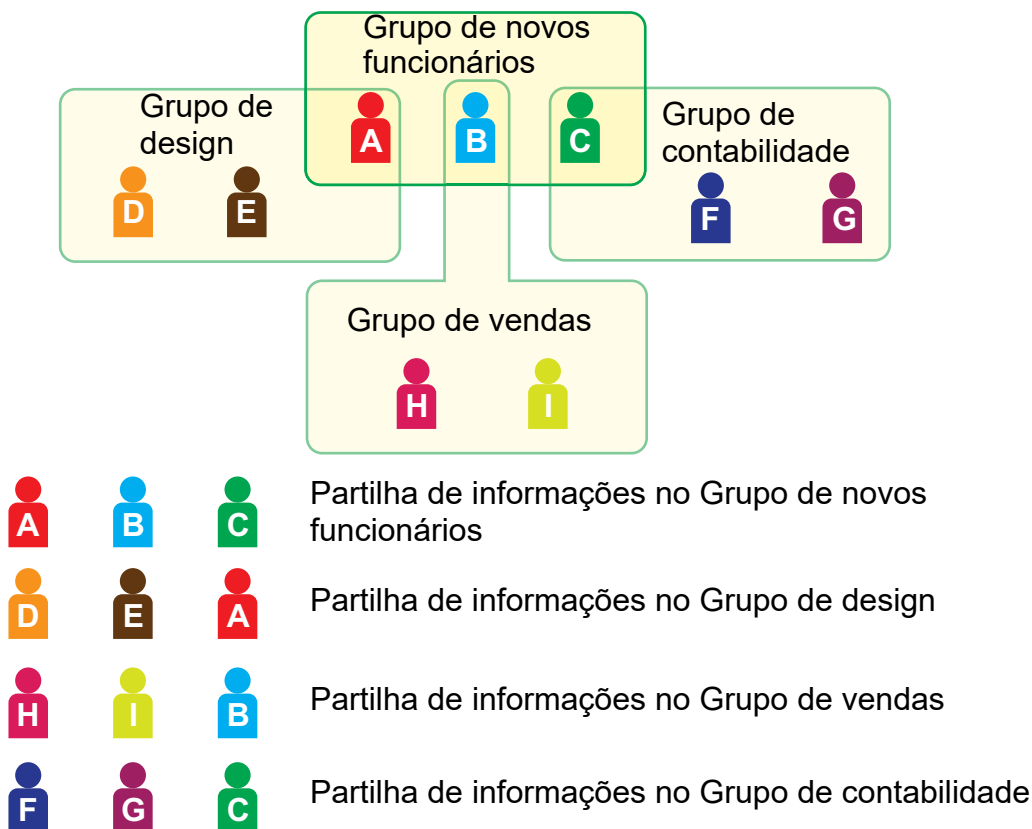 Grupo de novos
funcionários
Grupo de
design
A
B
C
Grupo de
contabilidade
D
E
F
G
Grupo de vendas
H
I
A B C Partilha de informações no Grupo de novos
funcionários
D E A Partilha de informações no Grupo de design
H I B Partilha de informações no Grupo de vendas
F G C Partilha de informações no Grupo de contabilidade